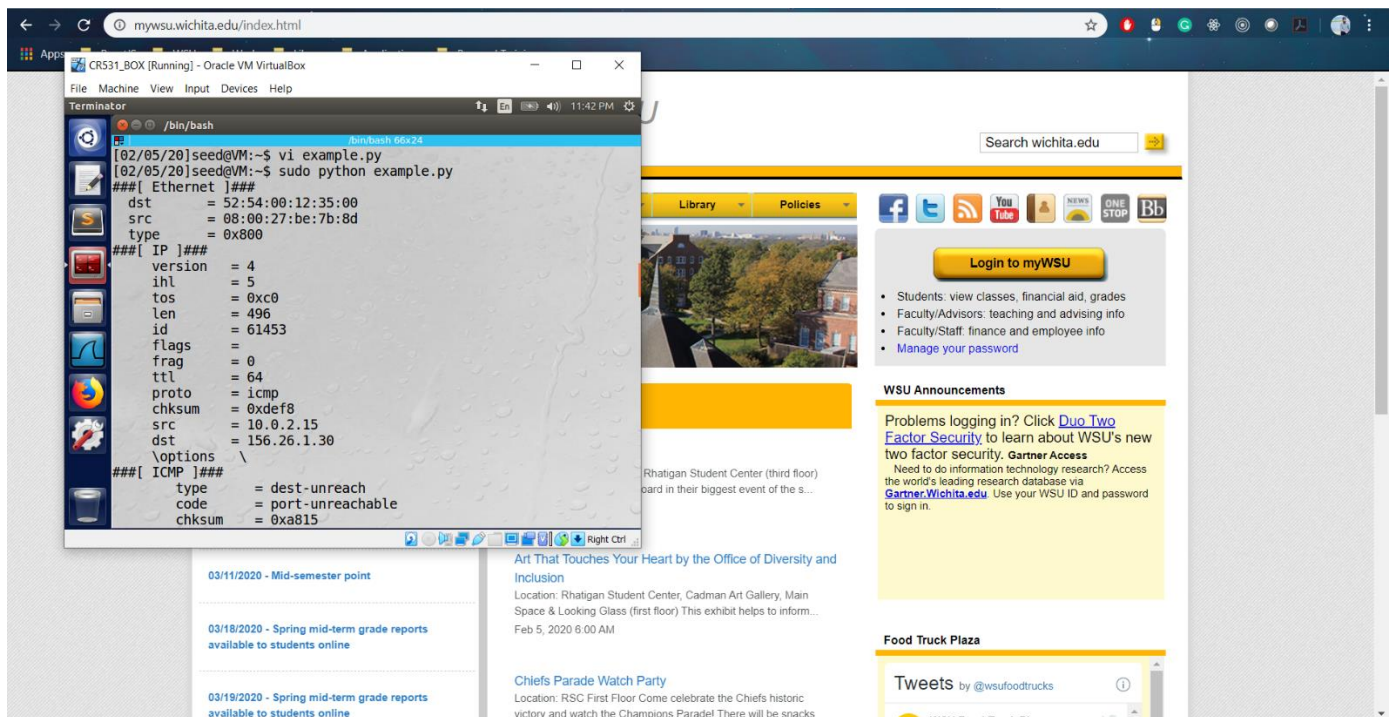 mywsu.wichita.edu/index.html
Apps
CR531_BOX [Running] - Oracle VM VirtualBox
File Machine View Input Devices Help
Terminator En 11:42 PM
/bin/bash
/bin/bash 66x24
[02/05/20]seed@VM:~$ vi example.py
[02/05/20]seed@VM:~$ sudo python example.py
###[ Ethernet ]###
dst = 52:54:00:12:35:00
src = 08:00:27:be:7b:8d
type = 0x800
###[ IP ]###
version = 4
ihl = 5
tos = 0xc0
len = 496
id = 61453
flags =
frag = 0
ttl = 64
proto = icmp
chksum = 0xdef8
src = 10.0.2.15
dst = 156.26.1.30
\options \
###[ ICMP ]###
type = dest-unreach
code = port-unreachable
chksum = 0xa815
Right Ctrl
U
Search wichita.edu
Library Policies
You Tube NEWS ONE STOP Bb
Login to myWSU
Students: view classes, financial aid, grades
Faculty/Advisors: teaching and advising info
Faculty/Staff: finance and employee info
Manage your password
WSU Announcements
Problems logging in? Click Duo Two
Factor Security to learn about WSU's new
two factor security. Gartner Access
Need to do information technology research? Access
the world's leading research database via
Gartner.Wichita.edu. Use your WSU ID and password
to sign in.
Rhatigan Student Center (third floor)
oard in their biggest event of the s...
03/11/2020 - Mid-semester point
03/18/2020 - Spring mid-term grade reports
available to students online
03/19/2020 - Spring mid-term grade reports
available to students online
Art That Touches Your Heart by the Office of Diversity and
Inclusion
Location: Rhatigan Student Center, Cadman Art Gallery, Main
Space & Looking Glass (first floor) This exhibit helps to inform...
Feb 5, 2020 6:00 AM
Chiefs Parade Watch Party
Location: RSC First Floor Come celebrate the Chiefs historic
victory and watch the Champions Parade! There will be snacks
Food Truck Plaza
Tweets by @wsufoodtrucks